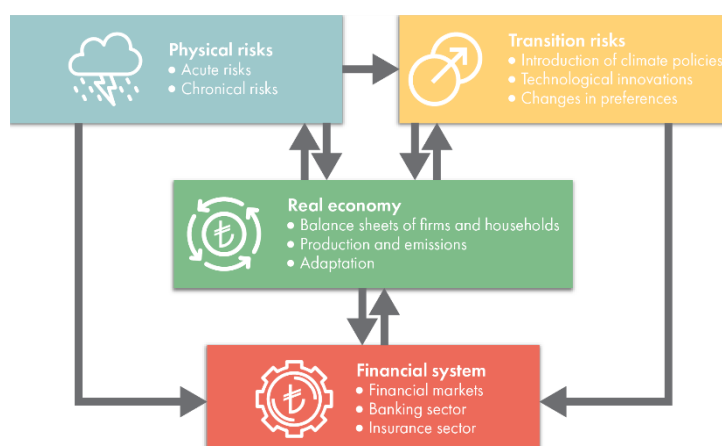 Physical risks
• Acute risks
• Chronical risks
Transition risks
• Introduction of climate policies
• Technological innovations
• Changes in preferences
Real economy
• Balance sheets of firms and households
• Production and emissions
• Adaptation
₺
Financial system
• Financial markets
• Banking sector
• Insurance sector
₺